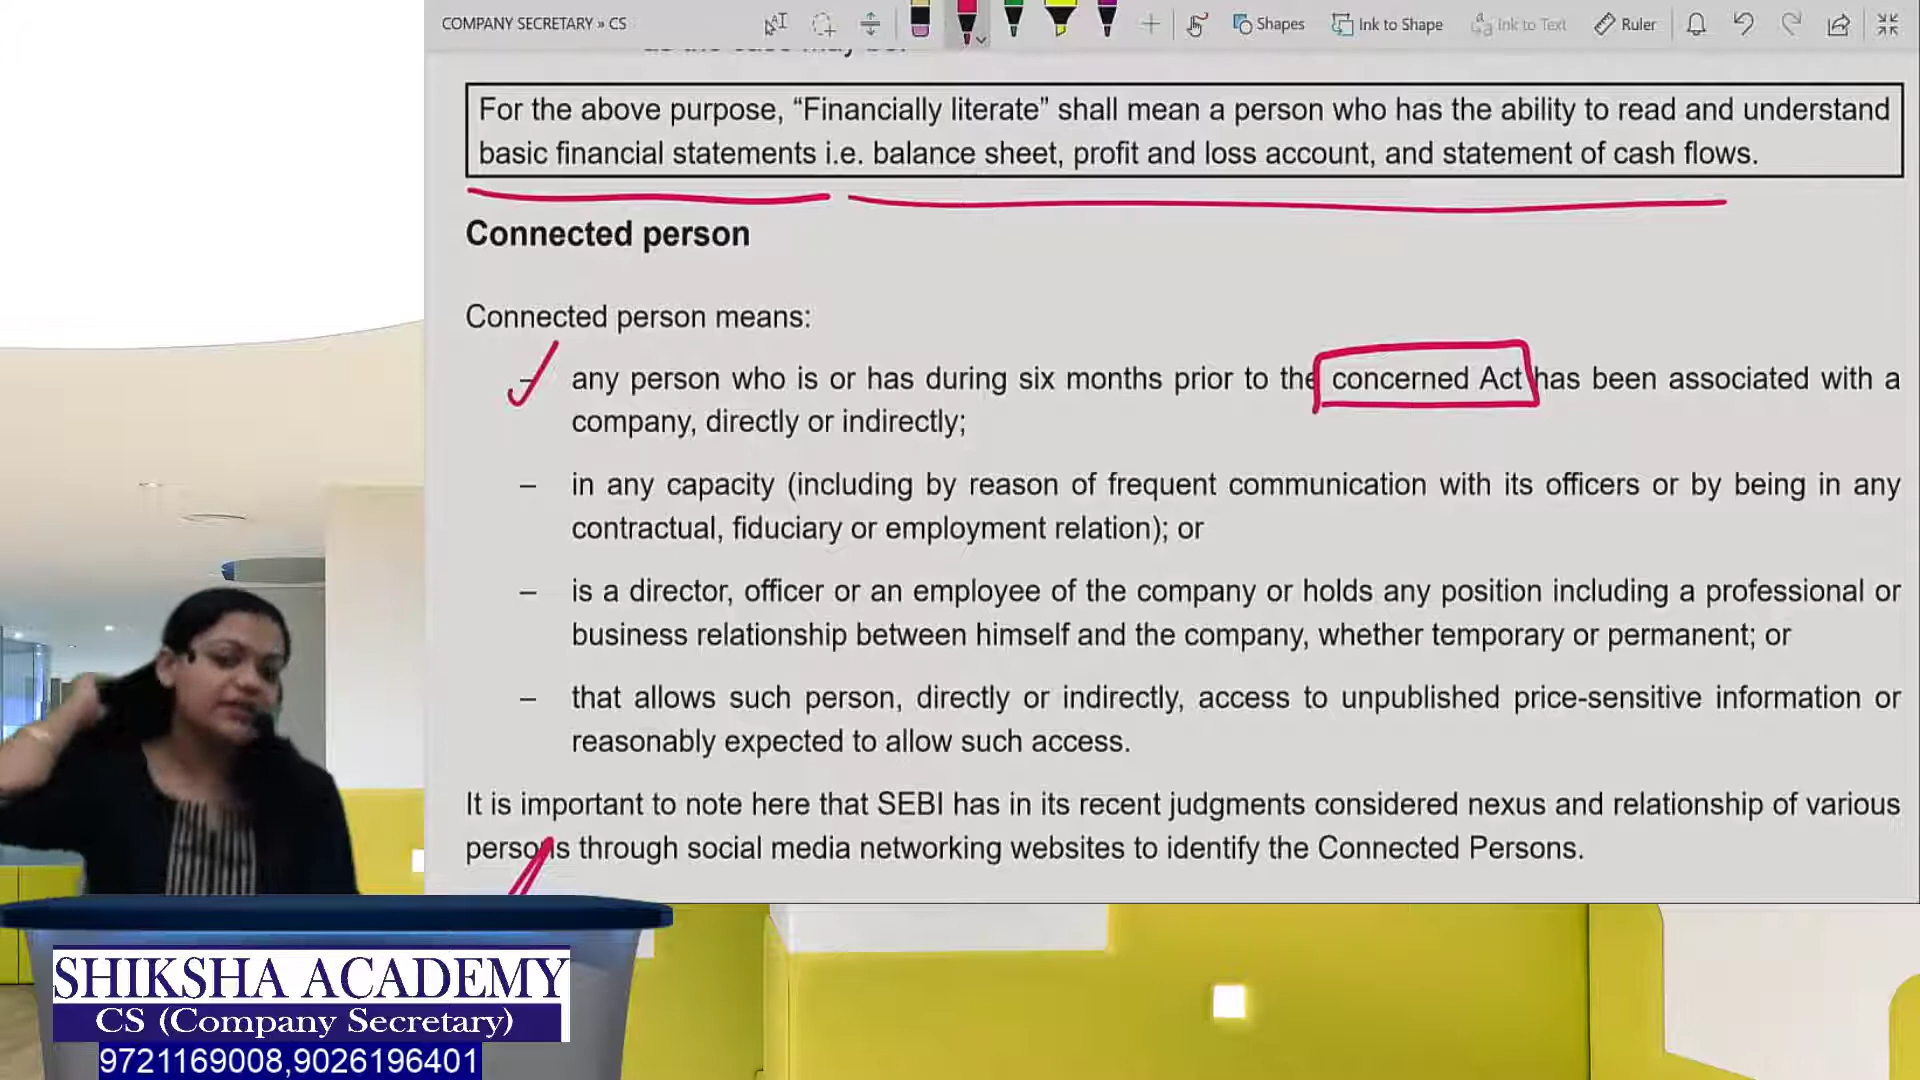 COMPANY SECRETARY » CS
Shapes
Ink to Shape
Ink to Text
Ruler
as the case may be.
For the above purpose, “Financially literate” shall mean a person who has the ability to read and understand
basic financial statements i.e. balance sheet, profit and loss account, and statement of cash flows.
Connected person
Connected person means:
– any person who is or has during six months prior to the concerned Act has been associated with a
company, directly or indirectly;
– in any capacity (including by reason of frequent communication with its officers or by being in any
contractual, fiduciary or employment relation); or
– is a director, officer or an employee of the company or holds any position including a professional or
business relationship between himself and the company, whether temporary or permanent; or
– that allows such person, directly or indirectly, access to unpublished price-sensitive information or
reasonably expected to allow such access.
It is important to note here that SEBI has in its recent judgments considered nexus and relationship of various
persons through social media networking websites to identify the Connected Persons.
SHIKSHA ACADEMY
CS (Company Secretary)
9721169008,9026196401